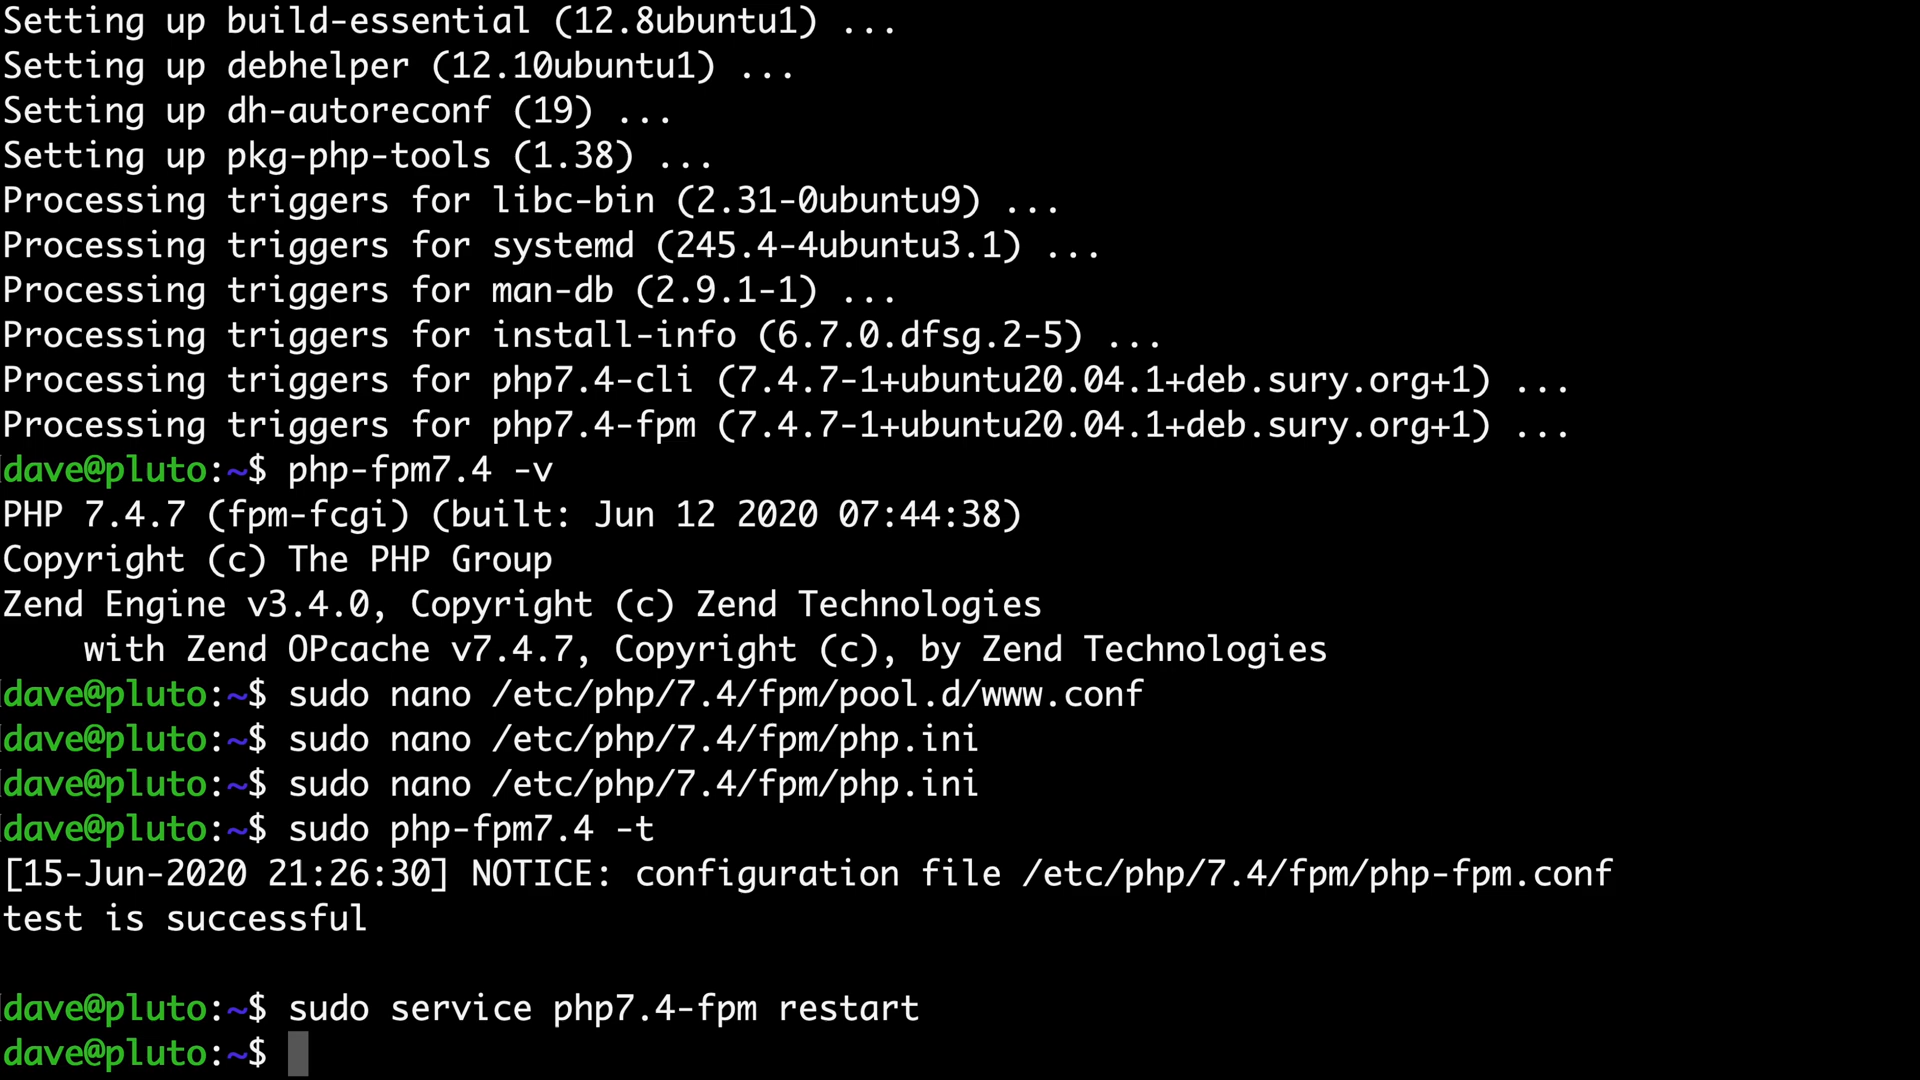 Setting up build-essential (12.8ubuntu1) ...
Setting up debhelper (12.10ubuntu1) ...
Setting up dh-autoreconf (19) ...
Setting up pkg-php-tools (1.38) ...
Processing triggers for libc-bin (2.31-0ubuntu9) ...
Processing triggers for systemd (245.4-4ubuntu3.1) ...
Processing triggers for man-db (2.9.1-1) ...
Processing triggers for install-info (6.7.0.dfsg.2-5) ...
Processing triggers for php7.4-cli (7.4.7-1+ubuntu20.04.1+deb.sury.org+1) ...
Processing triggers for php7.4-fpm (7.4.7-1+ubuntu20.04.1+deb.sury.org+1) ...
dave@pluto:~$ php-fpm7.4 -v
PHP 7.4.7 (fpm-fcgi) (built: Jun 12 2020 07:44:38)
Copyright (c) The PHP Group
Zend Engine v3.4.0, Copyright (c) Zend Technologies
    with Zend OPcache v7.4.7, Copyright (c), by Zend Technologies
dave@pluto:~$ sudo nano /etc/php/7.4/fpm/pool.d/www.conf
dave@pluto:~$ sudo nano /etc/php/7.4/fpm/php.ini
dave@pluto:~$ sudo nano /etc/php/7.4/fpm/php.ini
dave@pluto:~$ sudo php-fpm7.4 -t
[15-Jun-2020 21:26:30] NOTICE: configuration file /etc/php/7.4/fpm/php-fpm.conf
test is successful
dave@pluto:~$ sudo service php7.4-fpm restart
dave@pluto:~$